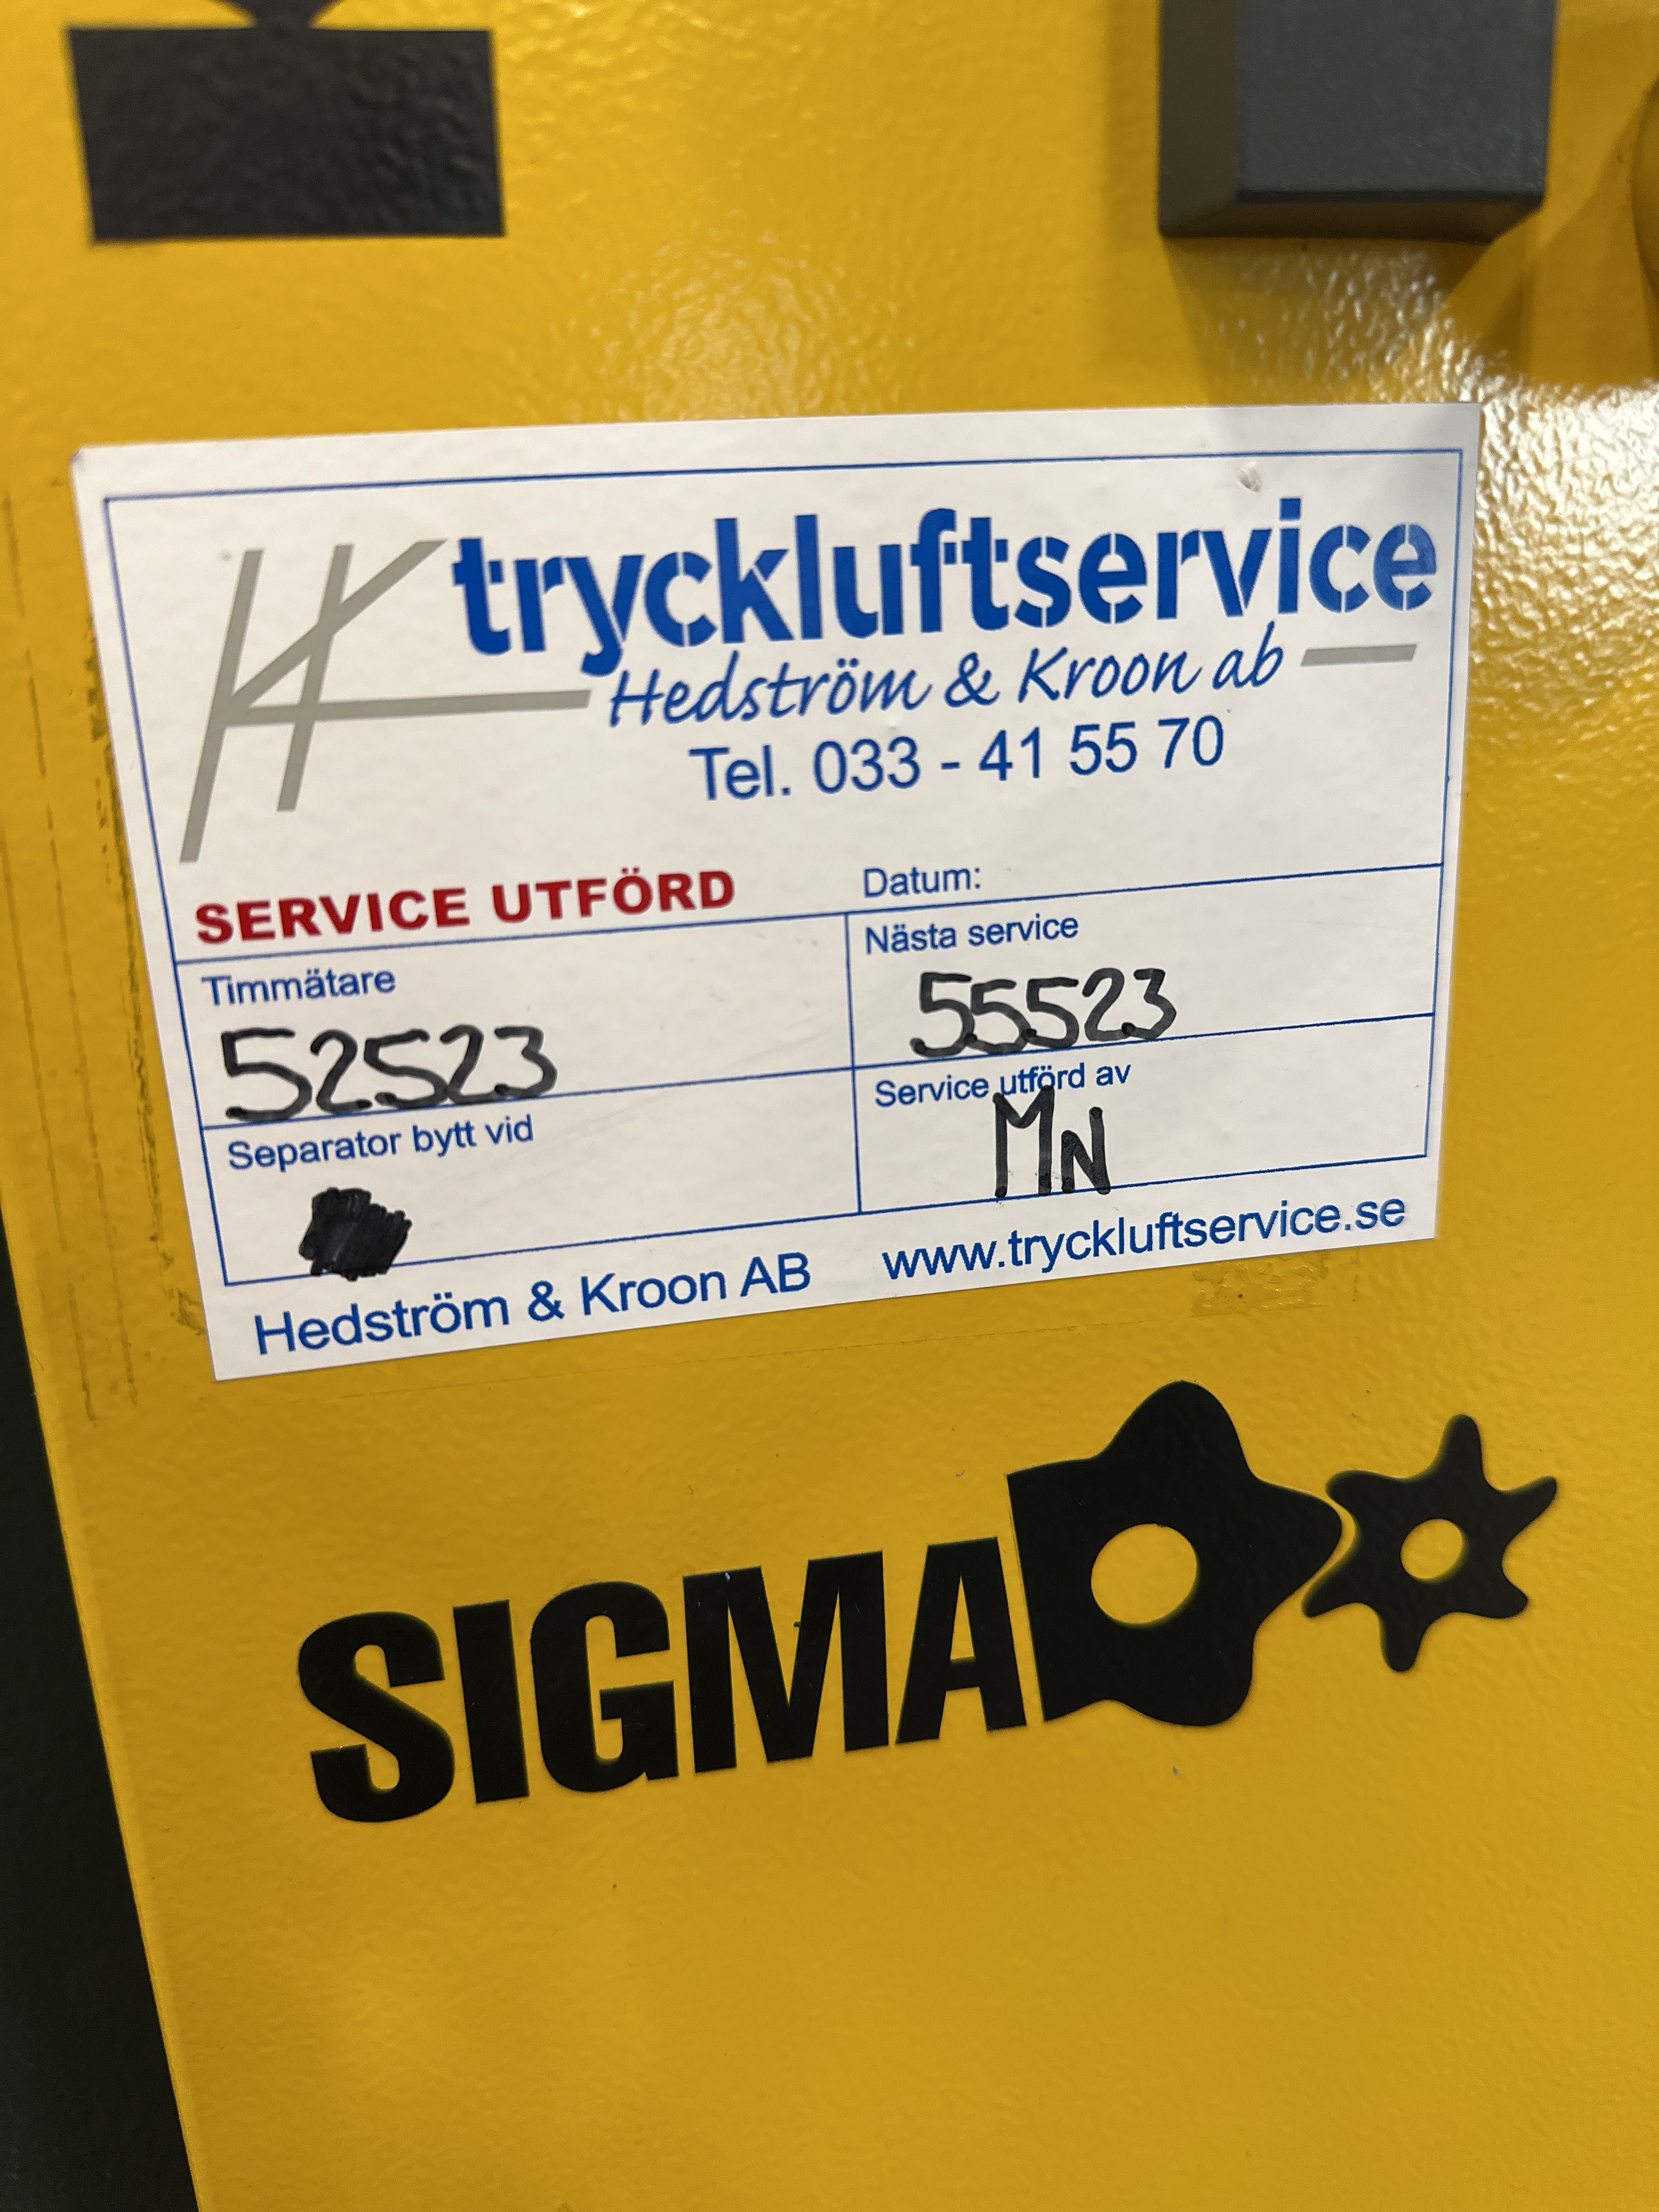 tryckluftservice
Hedström & Kroon ab
Tel. 033 - 41 55 70
SERVICE UTFÖRD
Datum:
Timmätare
52523
Nästa service
55523
Separator bytt vid
Service utförd av
MN
Hedström & Kroon AB
www.tryckluftservice.se
SIGMA